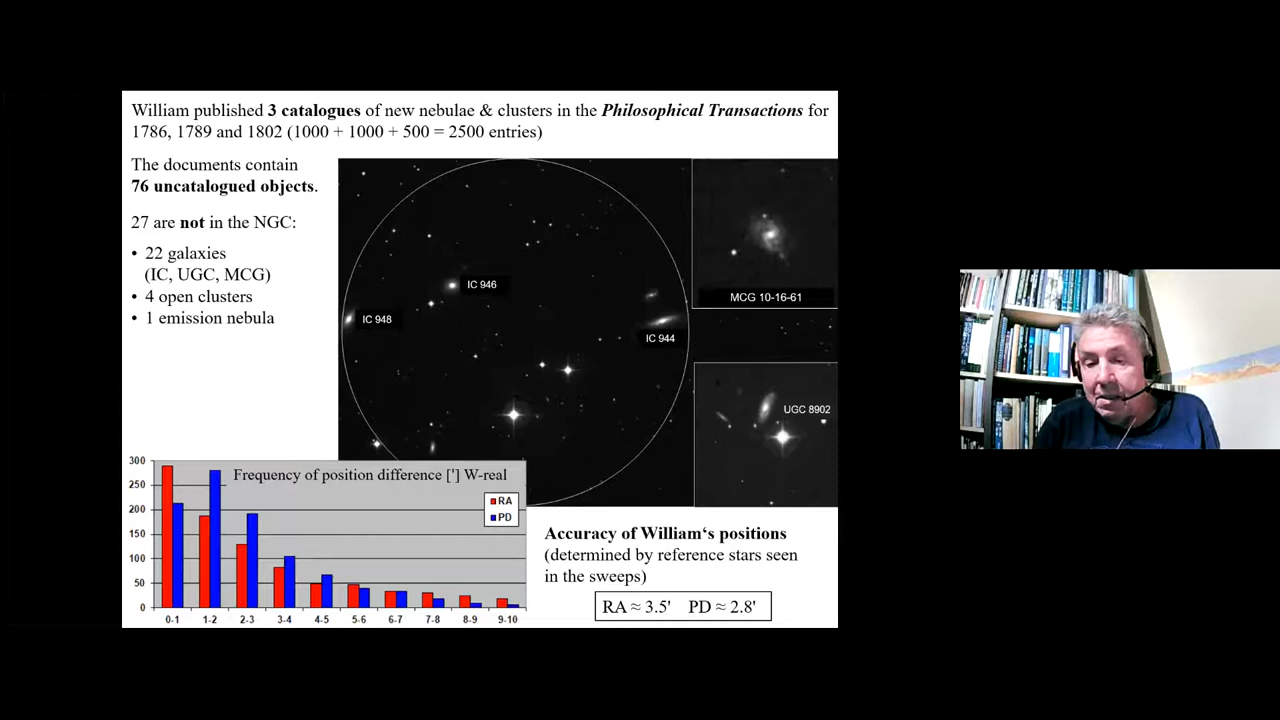 William published 3 catalogues of new nebulae & clusters in the Philosophical Transactions for
1786, 1789 and 1802 (1000 + 1000 + 500 = 2500 entries)
The documents contain
76 uncatalogued objects.
27 are not in the NGC:
• 22 galaxies
(IC, UGC, MCG)
• 4 open clusters
• 1 emission nebula
IC 946
IC 948
IC 944
MCG 10-16-61
UGC 8902
Frequency of position difference ['] W-real
RA
PD
300
250
200
150
100
50
0
0-1 1-2 2-3 3-4 4-5 5-6 6-7 7-8 8-9 9-10
Accuracy of William‘s positions
(determined by reference stars seen
in the sweeps)
RA ≈ 3.5' PD ≈ 2.8'